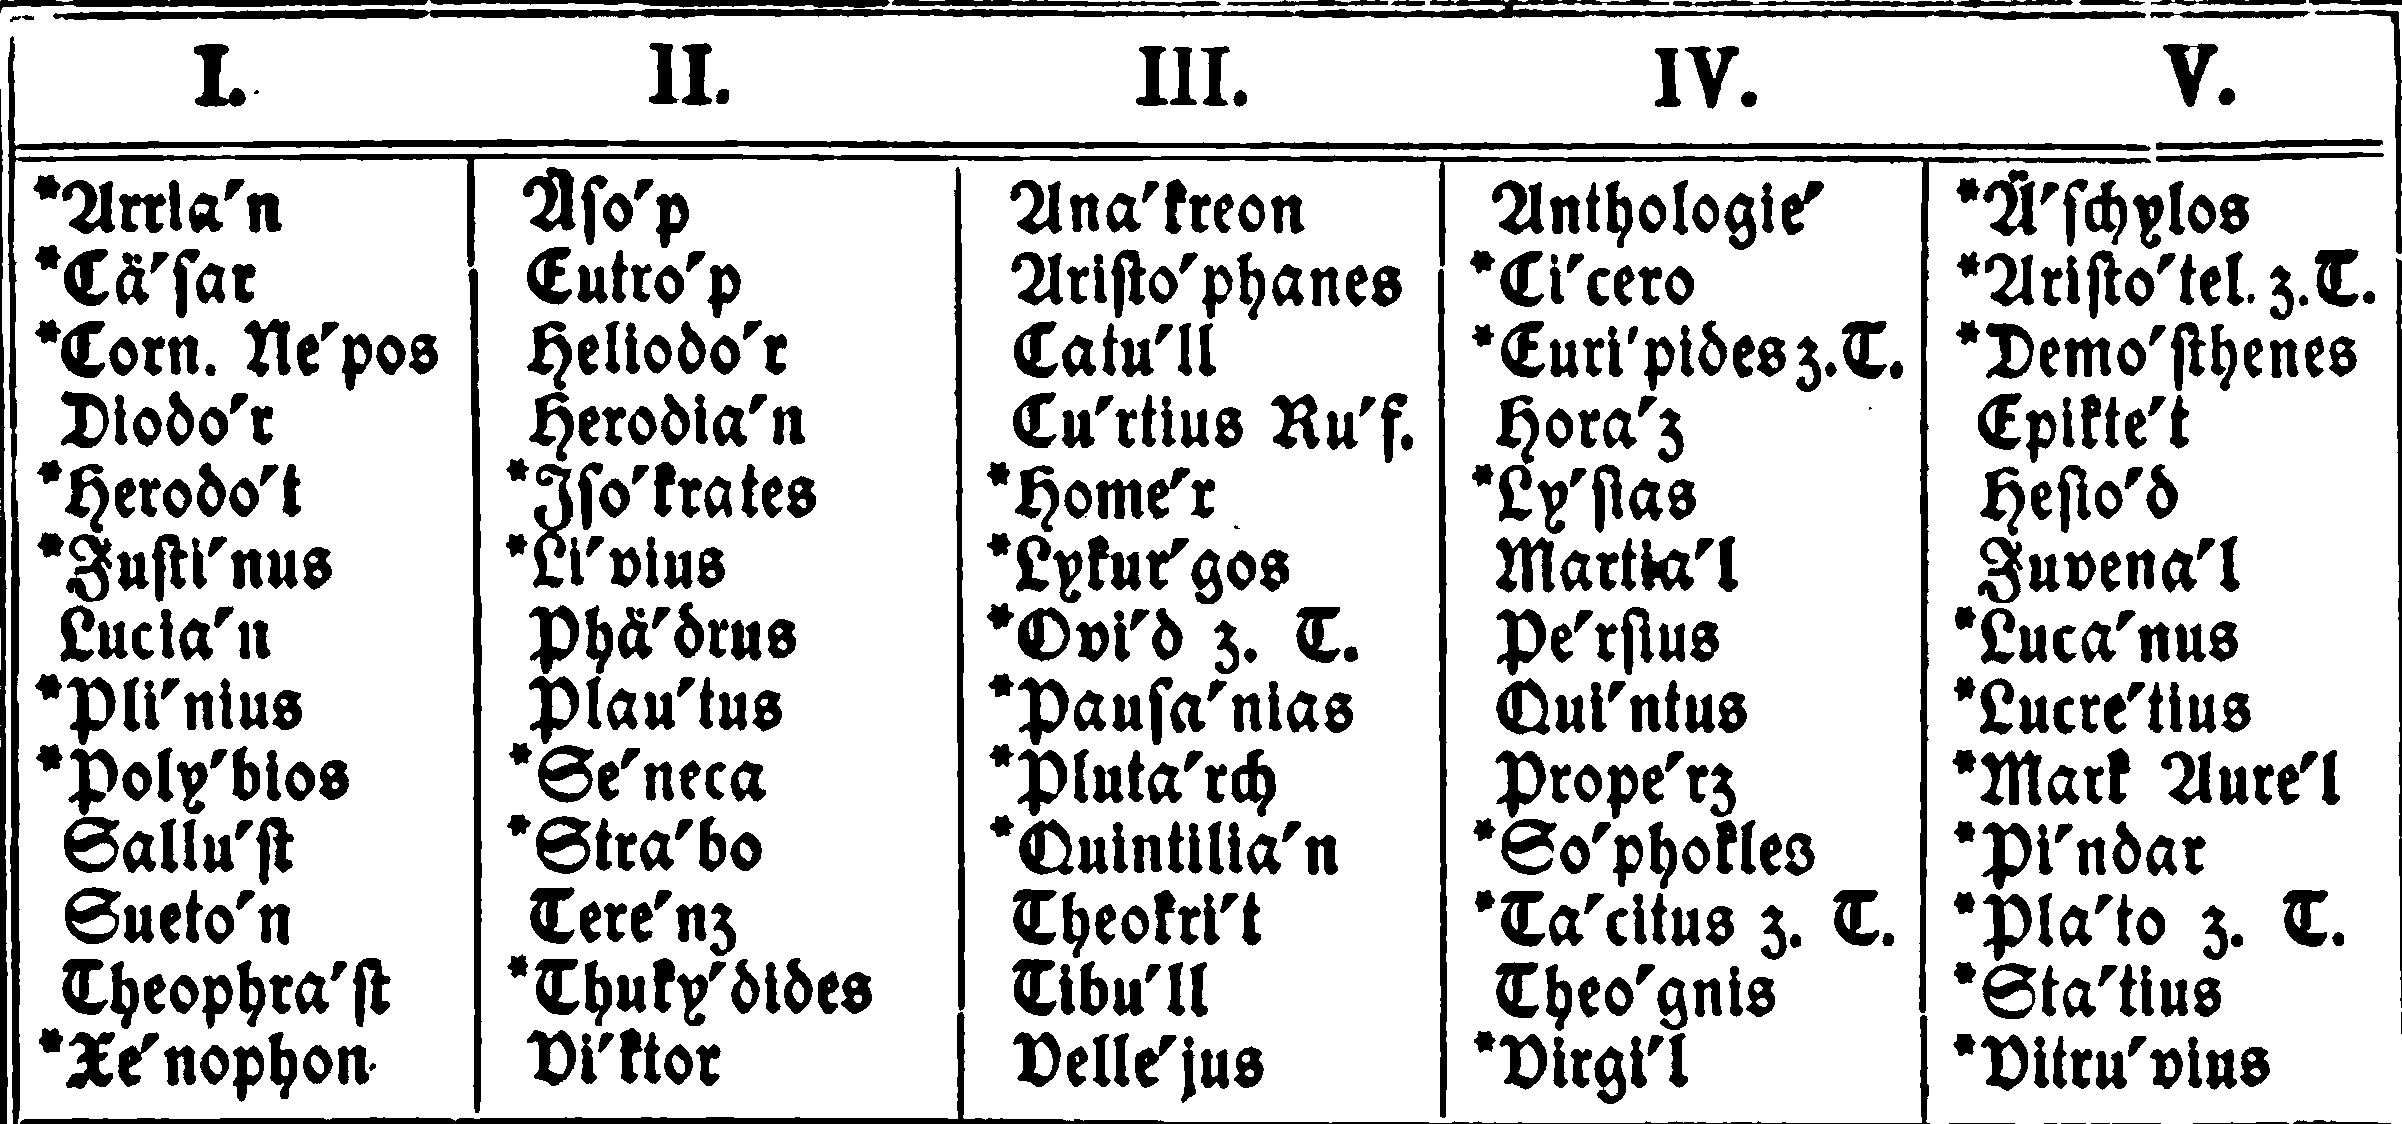 I. II. III. IV. V.
*Arria′n Äſo′p Ana′kreon Anthologie′ *Ä′ſchylos
*Cä′ſar Eutro′p Ariſto′phanes *Ci′cero *Ariſto′tel. z. T.
*Corn. Ne′pos Heliodo′r Catu′ll *Euri′pides z. T. *Demo′ſthenes
Diodo′r Herodia′n Cu′rtius Ru′f. Hora′z Epikte′t
*Herodo′t *Iſo′krates *Home′r *Ly′ſias Heſio′d
*Juſti′nus *Li′vius *Lykur′gos Martia′l Juvena′l
Lucia′n Phä′drus *Ovi′d z. T. Pe′rſius *Luca′nus
*Pli′nius Plau′tus *Pauſa′nias Qui′ntus *Lucre′tius
*Poly′bios *Se′neca *Pluta′rch Prope′rz *Mark Aure′l
Sallu′ſt *Stra′bo *Quintilia′n *So′phokles *Pi′ndar
Sueto′n Tere′nz Theokri′t *Ta′citus z. T. *Pla′to z. T.
Theophra′ſt *Thuky′dides Tibu′ll Theo′gnis *Sta′tius
*Xe′nophon Vi′ktor Velle′jus *Virgi′l *Vitru′vius